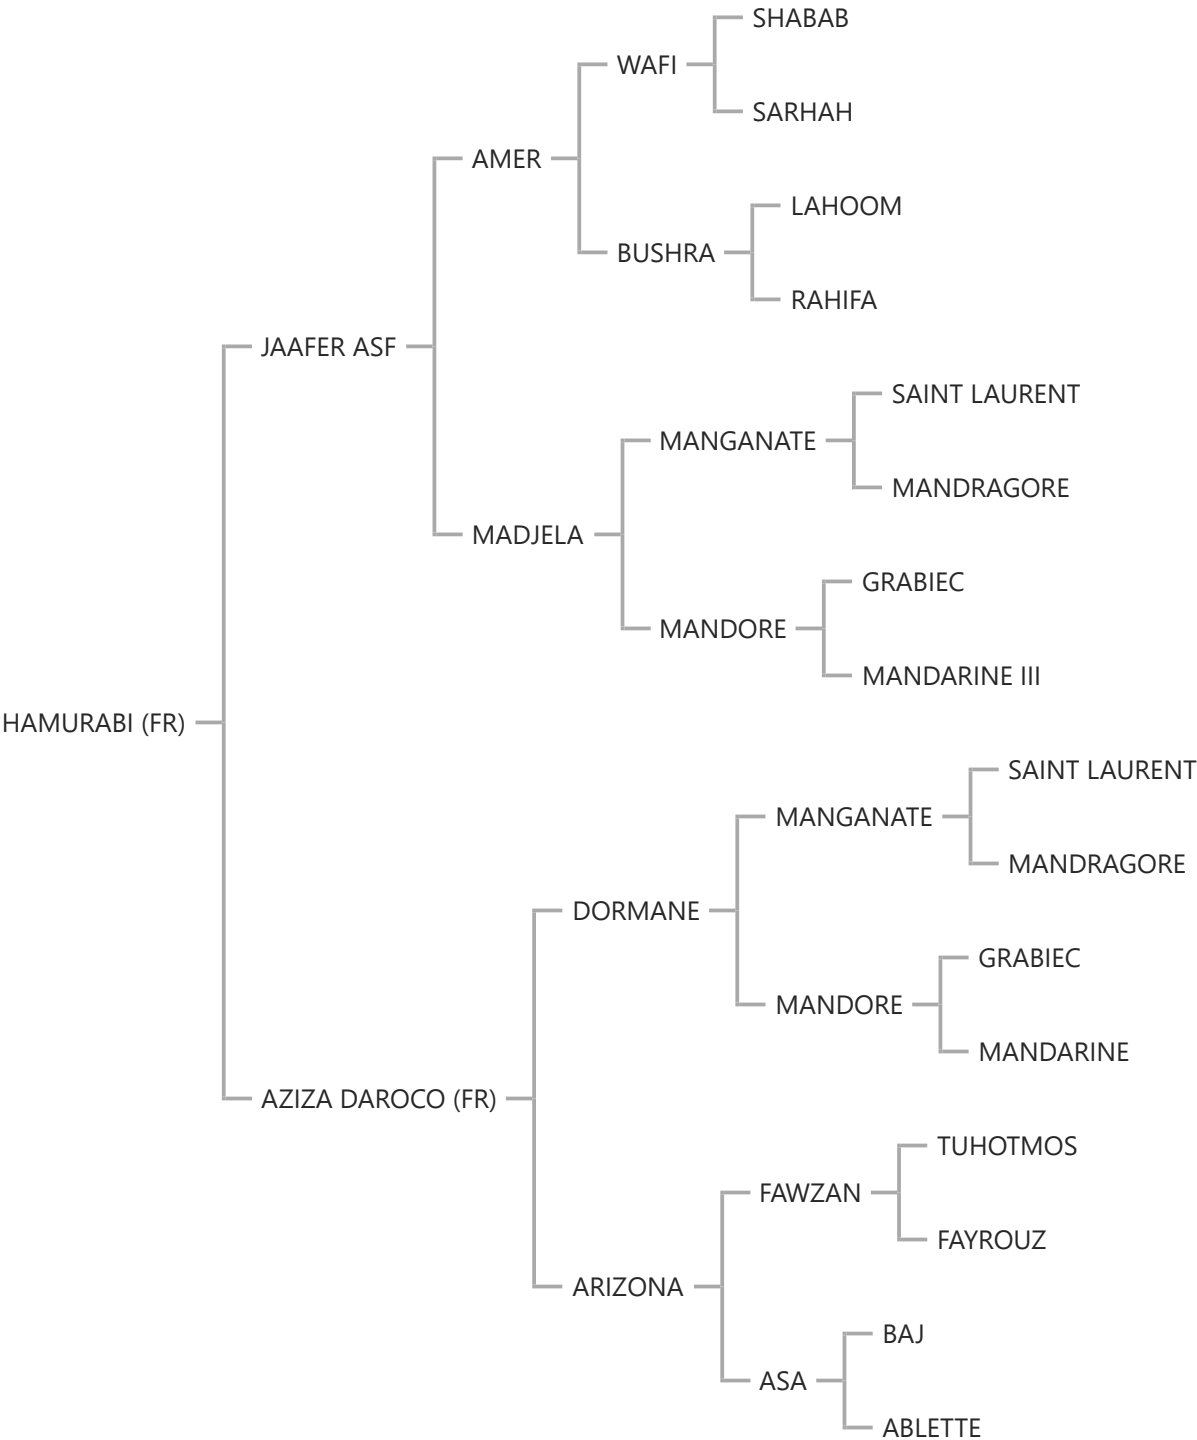 SHABAB
WAFI
SARHAH
AMER
LAHOOM
BUSHRA
RAHIFA
JAAFER ASF
SAINT LAURENT
MANGANATE
MANDRAGORE
MADJELA
GRABIEC
MANDORE
MANDARINE III
HAMURABI (FR)
SAINT LAURENT
MANGANATE
MANDRAGORE
DORMANE
GRABIEC
MANDORE
MANDARINE
AZIZA DAROCO (FR)
TUHOTMOS
FAWZAN
FAYROUZ
ARIZONA
BAJ
ASA
ABLETTE